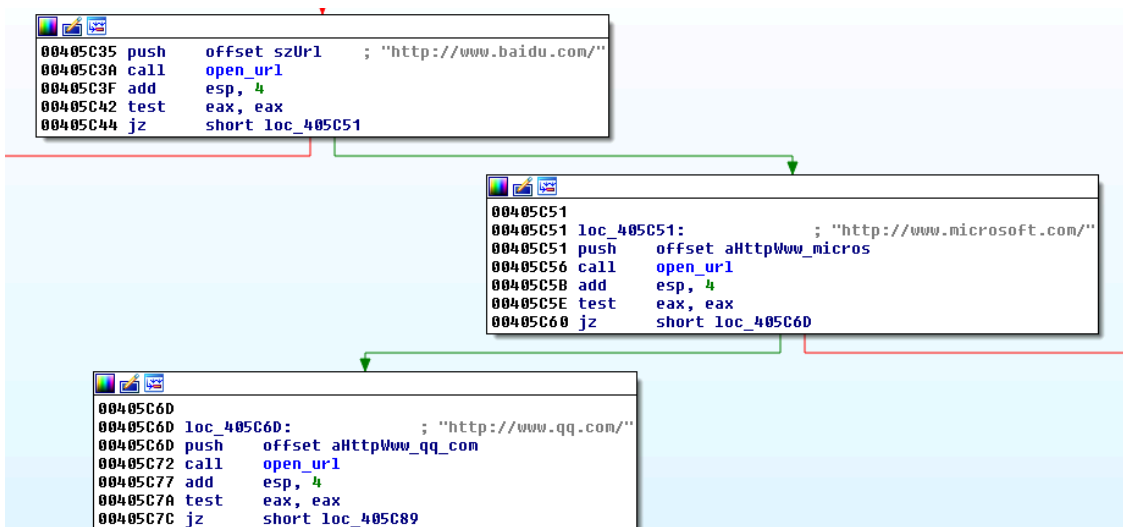 00405C35 push offset szUrl ; "http://www.baidu.com/"
00405C3A call open_url
00405C3F add esp, 4
00405C42 test eax, eax
00405C44 jz short loc_405C51
00405C51
00405C51 loc_405C51: ; "http://www.microsoft.com/"
00405C51 push offset aHttpWww_micros
00405C56 call open_url
00405C5B add esp, 4
00405C5E test eax, eax
00405C60 jz short loc_405C6D
00405C6D
00405C6D loc_405C6D: ; "http://www.qq.com/"
00405C6D push offset aHttpWww_qq_com
00405C72 call open_url
00405C77 add esp, 4
00405C7A test eax, eax
00405C7C jz short loc_405C89